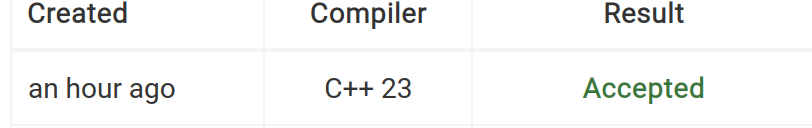 Created Compiler Result
an hour ago C++ 23 Accepted